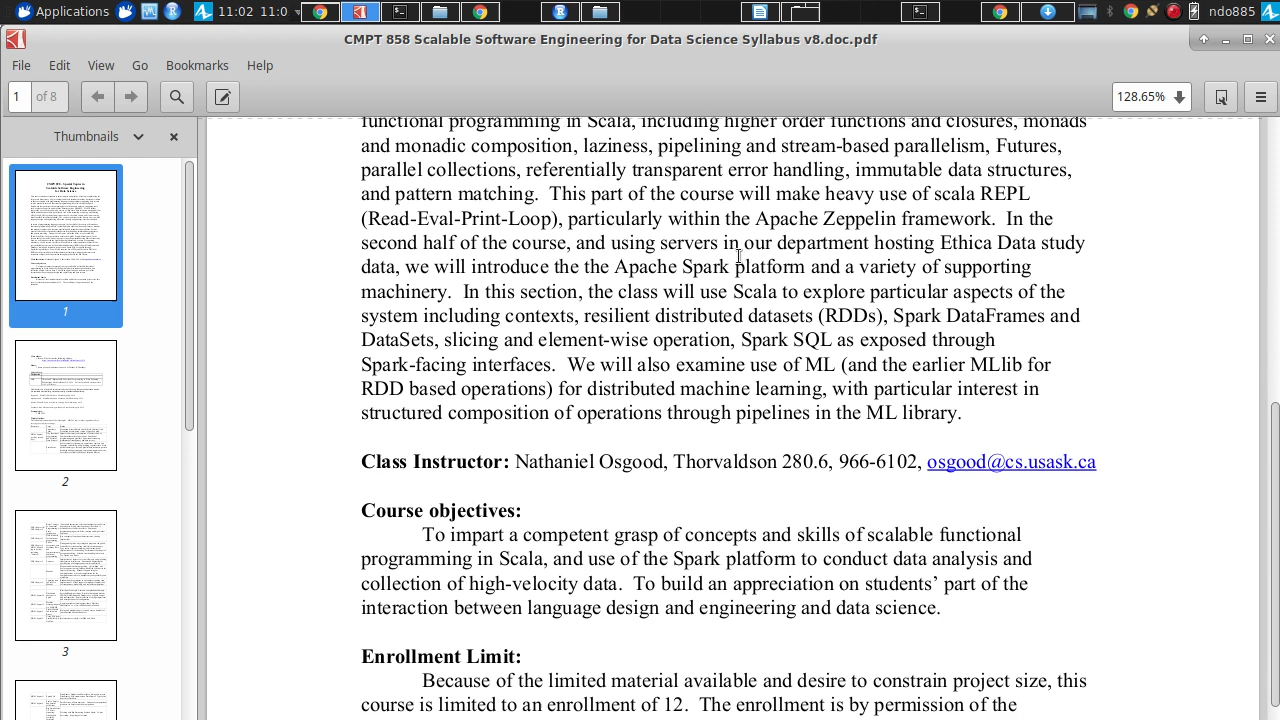 Applications 11:02 11:0 ndo885
CMPT 858 Scalable Software Engineering for Data Science Syllabus v8.doc.pdf
File Edit View Go Bookmarks Help
1 of 8 128.65%
Thumbnails
1
2
3
functional programming in Scala, including higher order functions and closures, monads
and monadic composition, laziness, pipelining and stream-based parallelism, Futures,
parallel collections, referentially transparent error handling, immutable data structures,
and pattern matching. This part of the course will make heavy use of scala REPL
(Read-Eval-Print-Loop), particularly within the Apache Zeppelin framework. In the
second half of the course, and using servers in our department hosting Ethica Data study
data, we will introduce the the Apache Spark platform and a variety of supporting
machinery. In this section, the class will use Scala to explore particular aspects of the
system including contexts, resilient distributed datasets (RDDs), Spark DataFrames and
DataSets, slicing and element-wise operation, Spark SQL as exposed through
Spark-facing interfaces. We will also examine use of ML (and the earlier MLlib for
RDD based operations) for distributed machine learning, with particular interest in
structured composition of operations through pipelines in the ML library.
Class Instructor: Nathaniel Osgood, Thorvaldson 280.6, 966-6102, osgood@cs.usask.ca
Course objectives:
To impart a competent grasp of concepts and skills of scalable functional
programming in Scala, and use of the Spark platform to conduct data analysis and
collection of high-velocity data. To build an appreciation on students’ part of the
interaction between language design and engineering and data science.
Enrollment Limit:
Because of the limited material available and desire to constrain project size, this
course is limited to an enrollment of 12. The enrollment is by permission of the